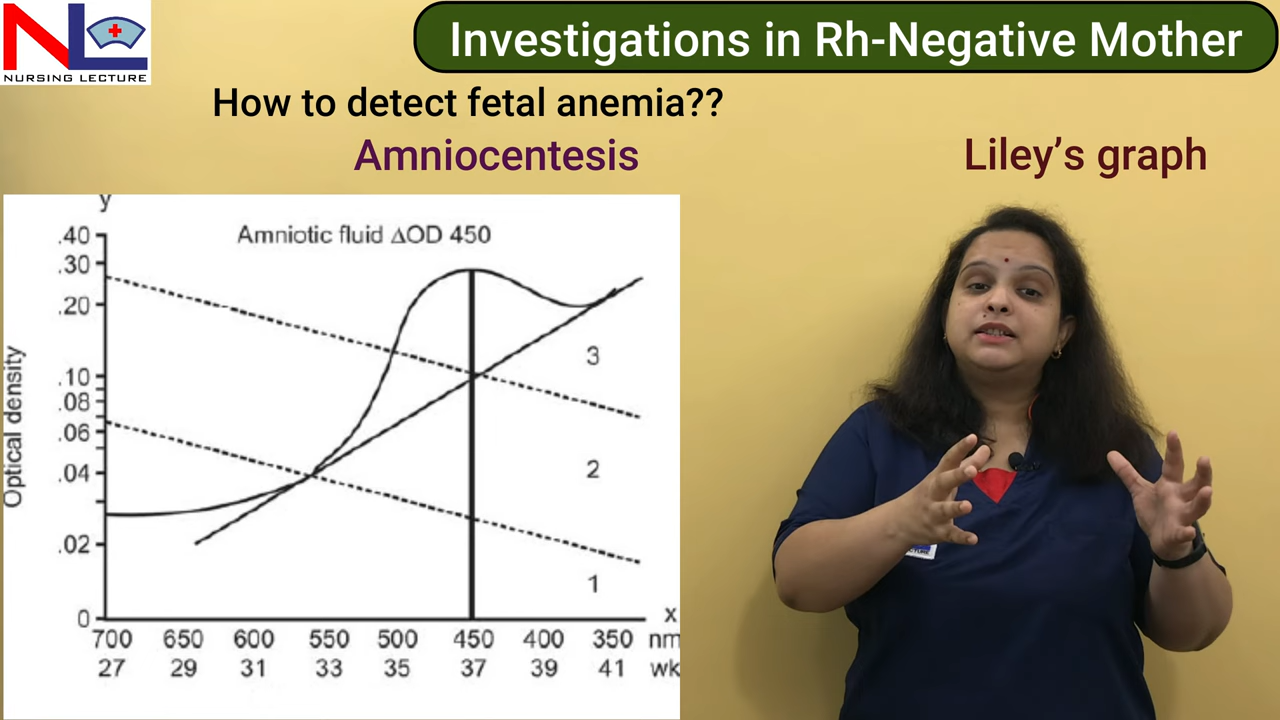 NL
NURSING LECTURE
Investigations in Rh-Negative Mother
How to detect fetal anemia??
Amniocentesis
Liley's graph
y
Amniotic fluid ΔOD 450
Optical density
.40
.30
.20
.10
.08
.06
.04
.02
0
3
2
1
x
700 650 600 550 500 450 400 350 nm
27 29 31 33 35 37 39 41 wk